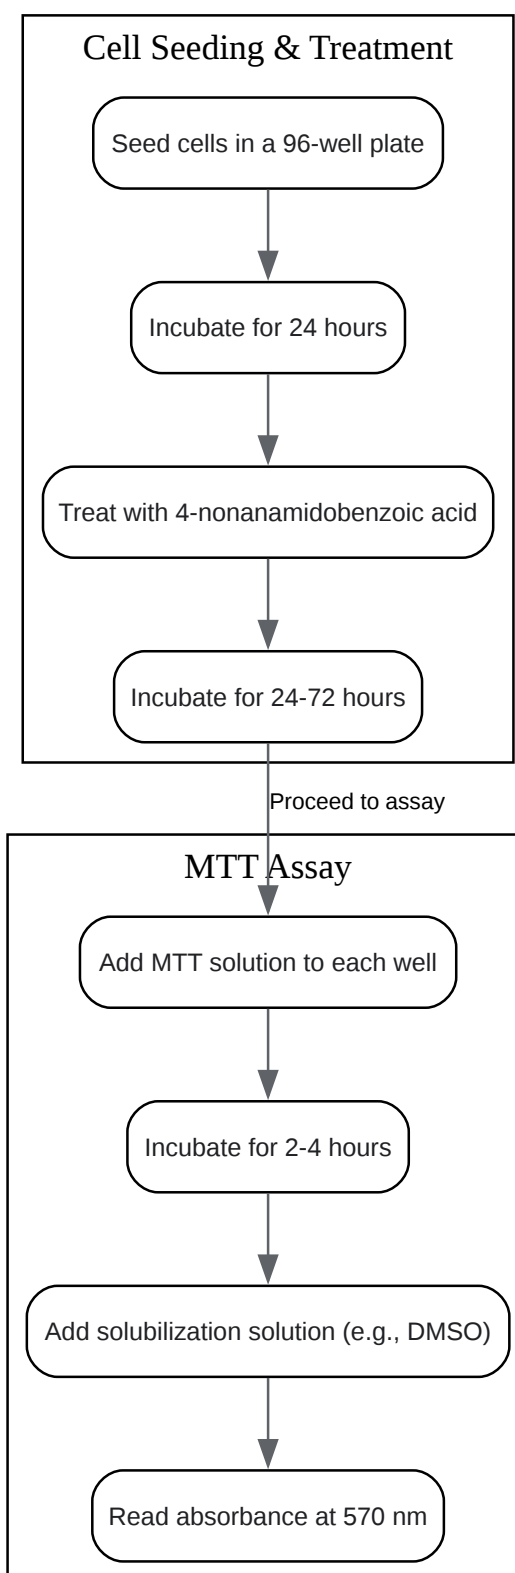 Cell Seeding & Treatment
Seed cells in a 96-well plate
Incubate for 24 hours
Treat with 4-nonanamidobenzoic acid
Incubate for 24-72 hours
Proceed to assay
MTT Assay
Add MTT solution to each well
Incubate for 2-4 hours
Add solubilization solution (e.g., DMSO)
Read absorbance at 570 nm